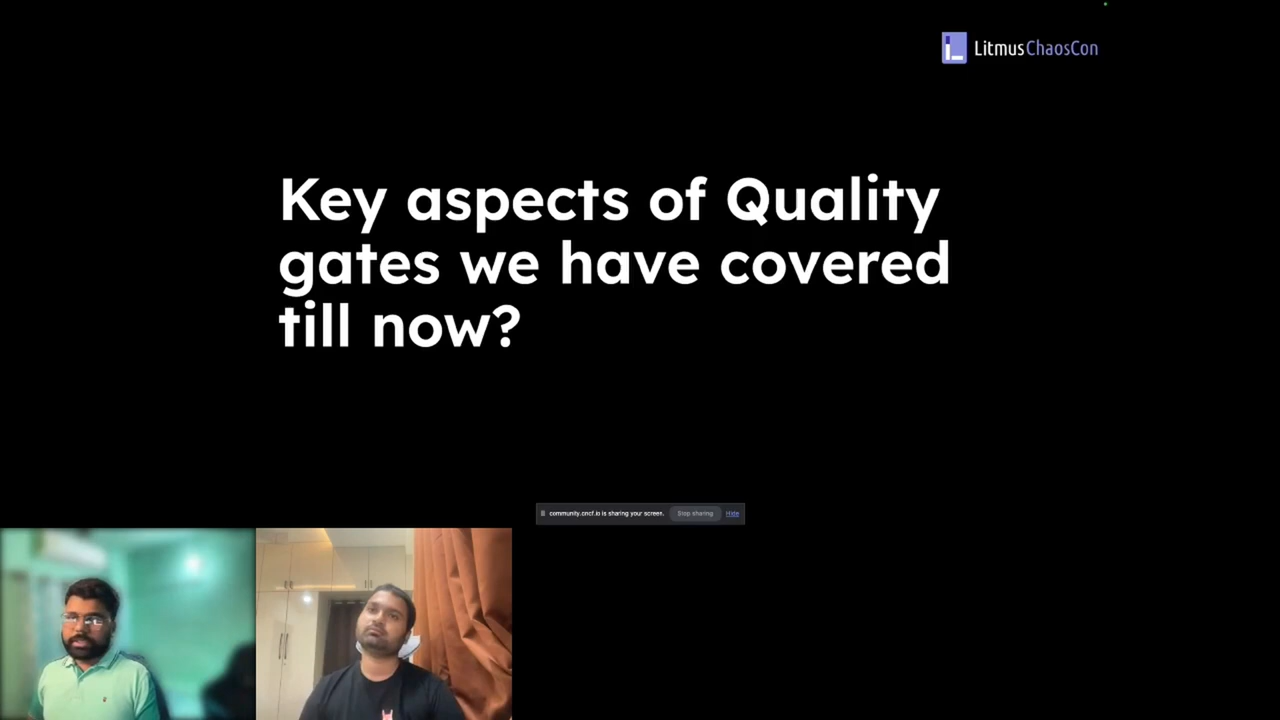 LitmusChaosCon
Key aspects of Quality
gates we have covered
till now?
community.cncf.io is sharing your screen. Stop sharing Hide